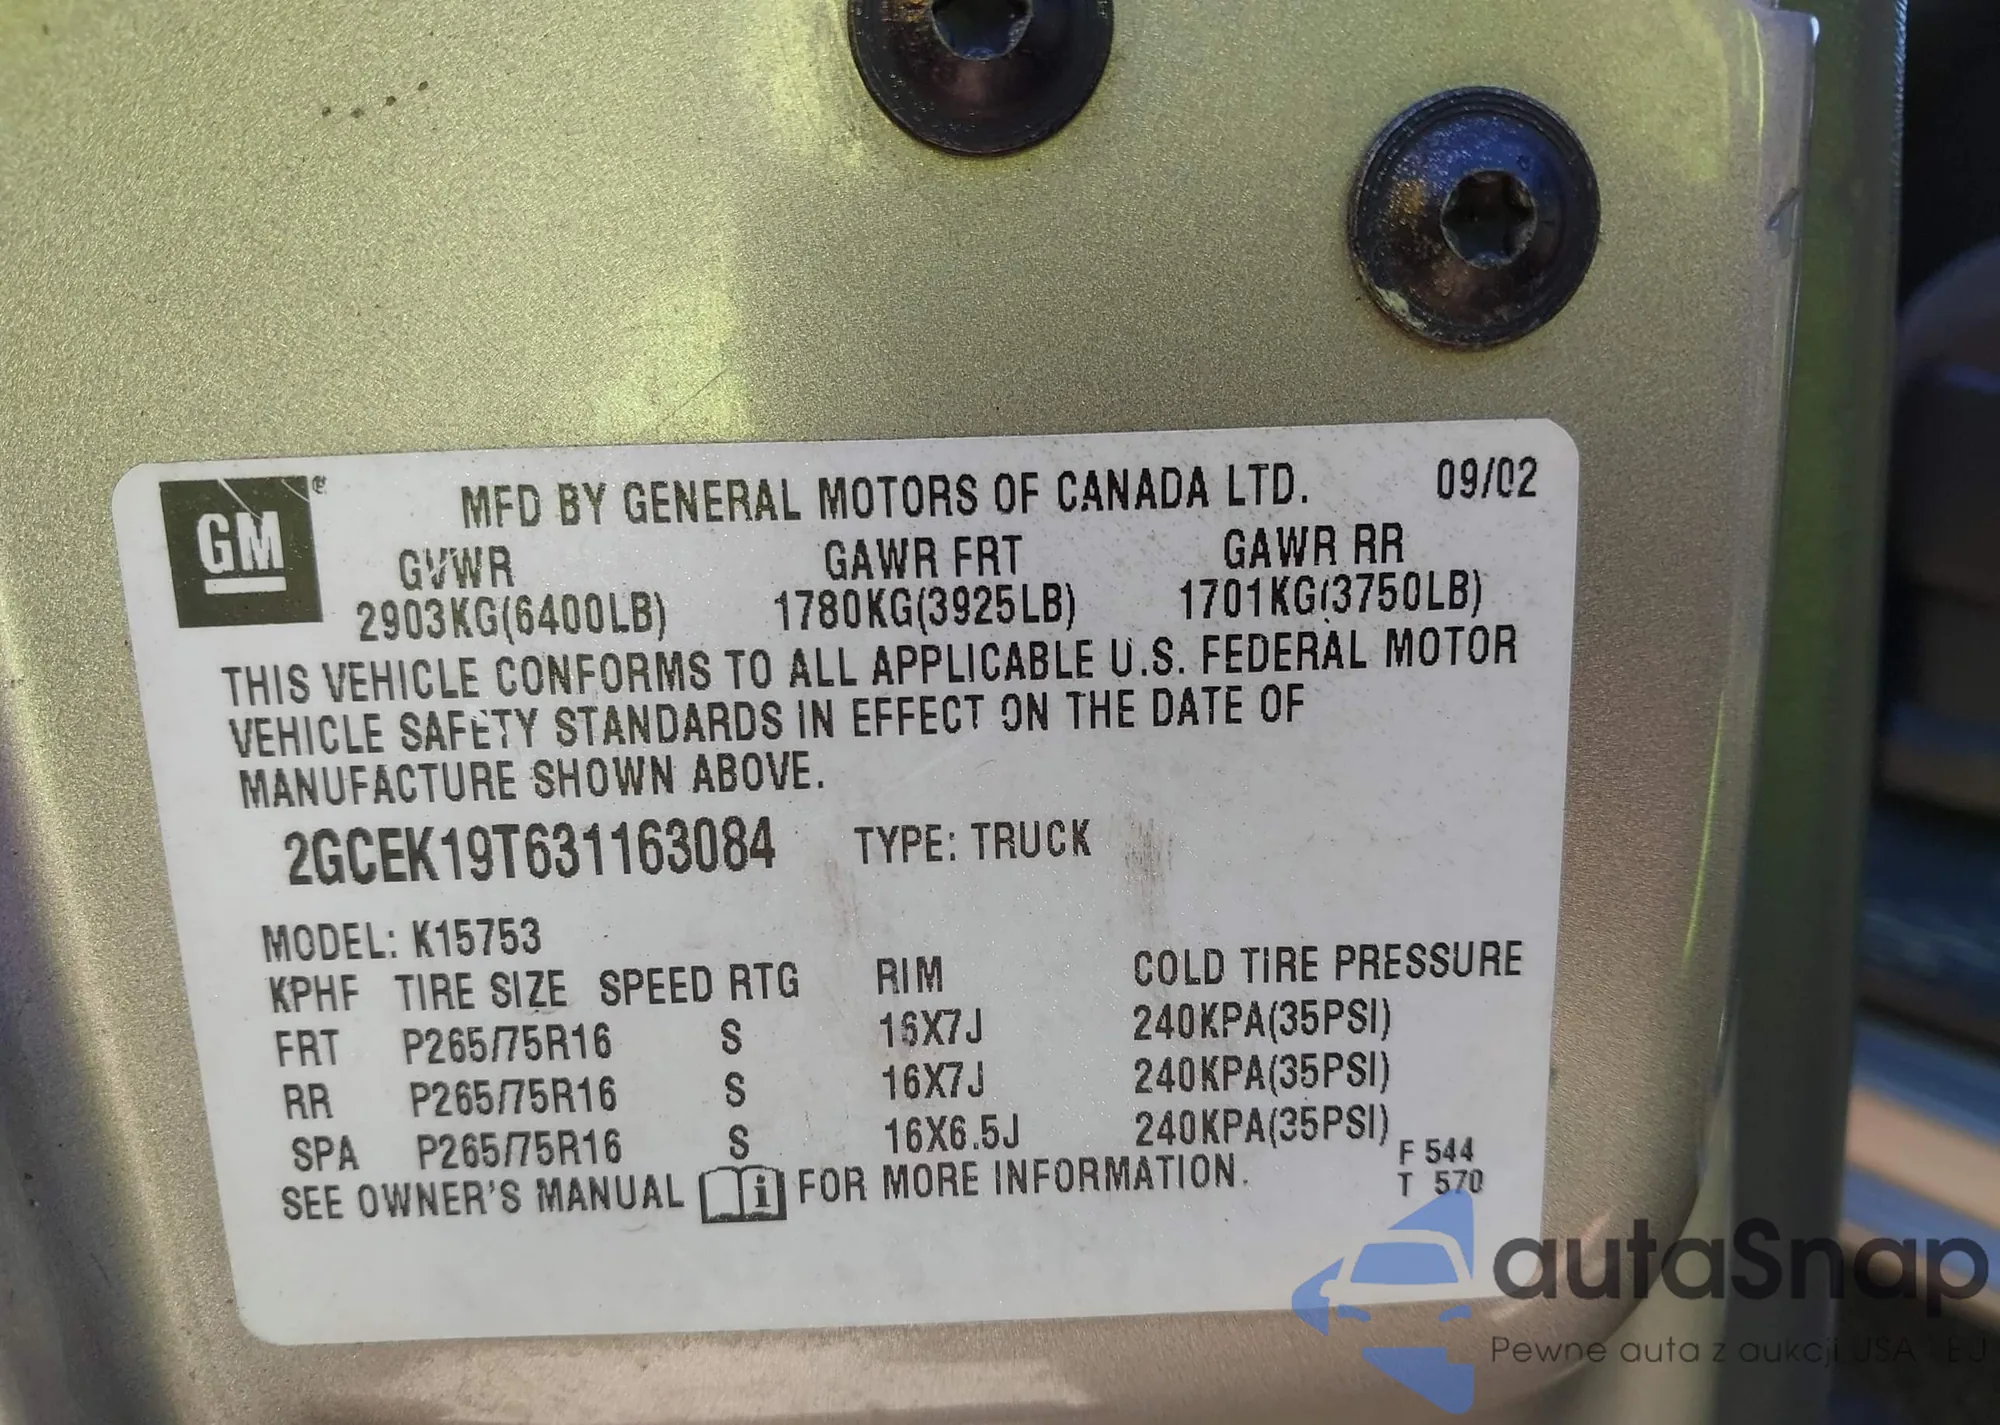 GM®
MFD BY GENERAL MOTORS OF CANADA LTD. 09/02
GVWR GAWR FRT GAWR RR
2903KG(6400LB) 1780KG(3925LB) 1701KG(3750LB)
THIS VEHICLE CONFORMS TO ALL APPLICABLE U.S. FEDERAL MOTOR
VEHICLE SAFETY STANDARDS IN EFFECT ON THE DATE OF
MANUFACTURE SHOWN ABOVE.
2GCEK19T631163084 TYPE: TRUCK
MODEL: K15753
KPHF TIRE SIZE SPEED RTG RIM COLD TIRE PRESSURE
FRT P265/75R16 S 16X7J 240KPA(35PSI)
RR P265/75R16 S 16X7J 240KPA(35PSI)
SPA P265/75R16 S 16X6.5J 240KPA(35PSI)
F 544
SEE OWNER'S MANUAL i FOR MORE INFORMATION. T 570
autaSnap
Pewne auta z aukcji USA EJ